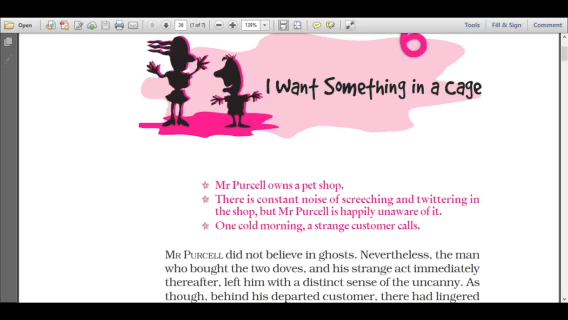 Open
38
(1 of 7)
129%
Tools
Fill & Sign
Comment
6
I Want Something in a Cage
Mr Purcell owns a pet shop.
There is constant noise of screeching and twittering in
the shop, but Mr Purcell is happily unaware of it.
One cold morning, a strange customer calls.
MR PURCELL did not believe in ghosts. Nevertheless, the man
who bought the two doves, and his strange act immediately
thereafter, left him with a distinct sense of the uncanny. As
though, behind his departed customer, there had lingered